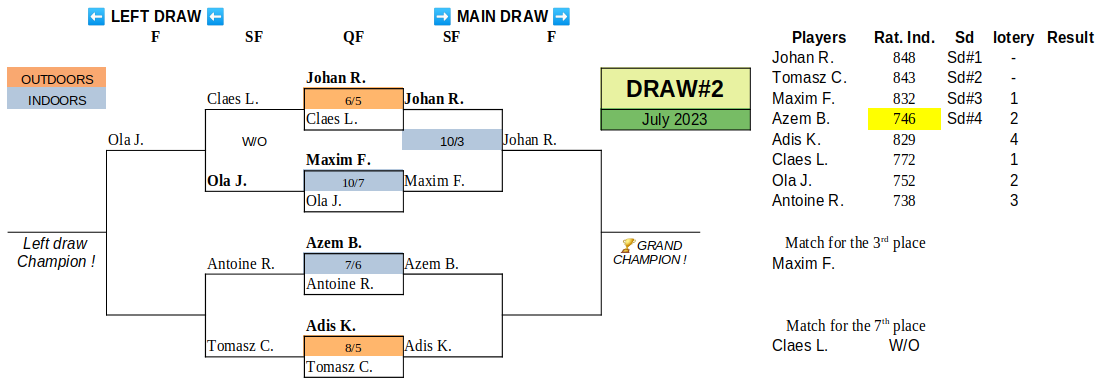 ⬅ LEFT DRAW ⬅ ➡ MAIN DRAW ➡
F SF QF SF F
Players Rat. Ind. Sd lotery Result
Johan R. 848 Sd#1 -
Tomasz C. 843 Sd#2 -
Maxim F. 832 Sd#3 1
Azem B. 746 Sd#4 2
Adis K. 829 4
Claes L. 772 1
Ola J. 752 2
Antoine R. 738 3
OUTDOORS
INDOORS
DRAW#2
July 2023
Johan R.
Claes L. 6/5 Johan R.
Claes L.
Ola J. W/O 10/3 Johan R.
Maxim F.
Ola J. 10/7 Maxim F.
Ola J.
Left draw
Champion !
🏆 GRAND
CHAMPION !
Azem B.
Antoine R. 7/6 Azem B.
Antoine R.
Adis K.
Tomasz C. 8/5 Adis K.
Tomasz C.
Match for the 3rd place
Maxim F.
Match for the 7th place
Claes L. W/O